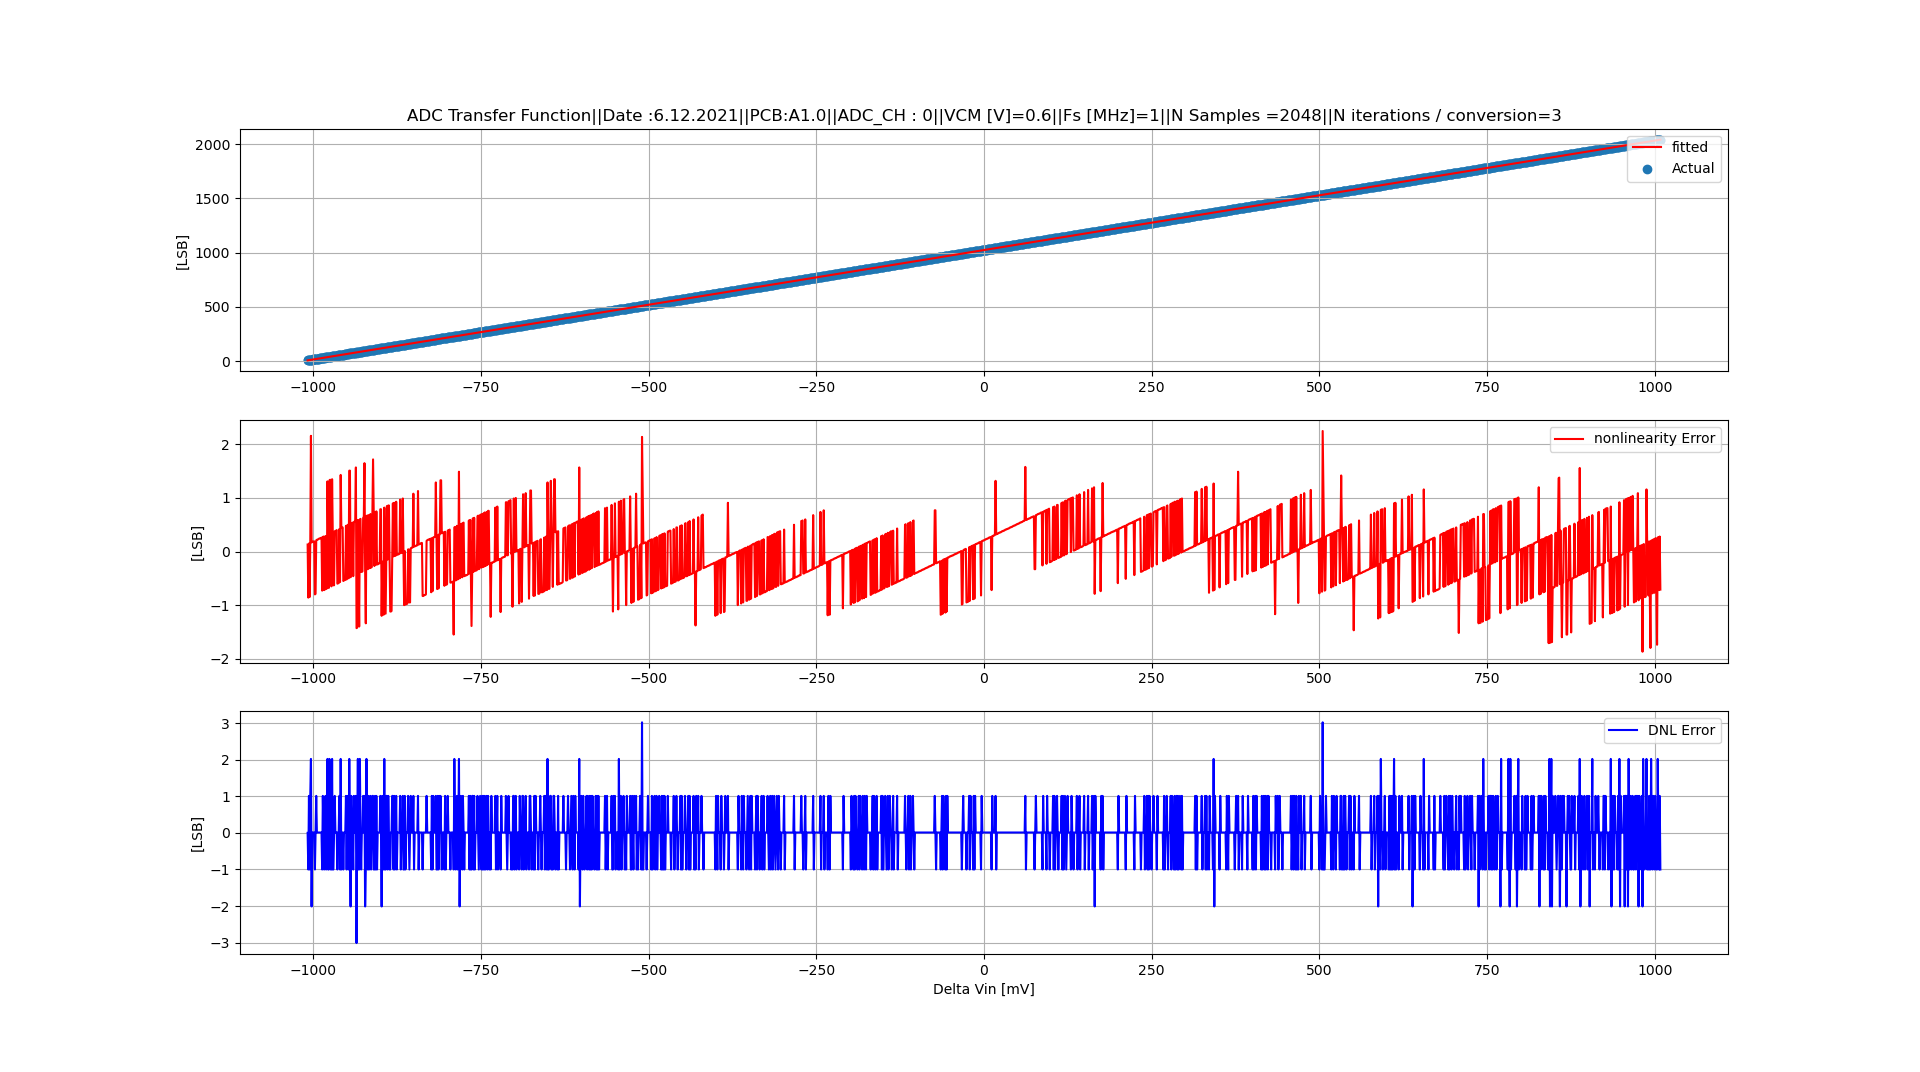 ADC Transfer Function||Date :6.12.2021||PCB:A1.0||ADC_CH : 0||VCM [V]=0.6||Fs [MHz]=1||N Samples =2048||N iterations / conversion=3
2000
1500
1000
500
0
[LSB]
fitted
Actual
−1000 −750 −500 −250 0 250 500 750 1000
2
1
0
−1
−2
[LSB]
nonlinearity Error
−1000 −750 −500 −250 0 250 500 750 1000
3
2
1
0
−1
−2
−3
[LSB]
DNL Error
−1000 −750 −500 −250 0 250 500 750 1000
Delta Vin [mV]